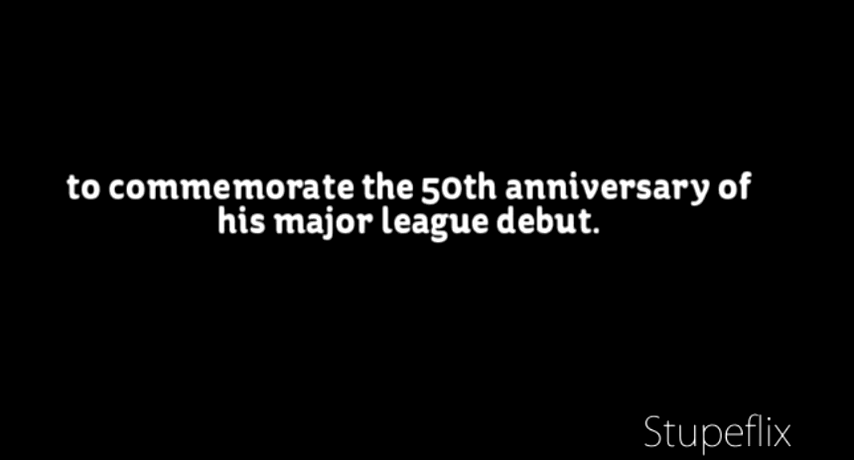 to commemorate the 50th anniversary of
his major league debut.
Stupeflix